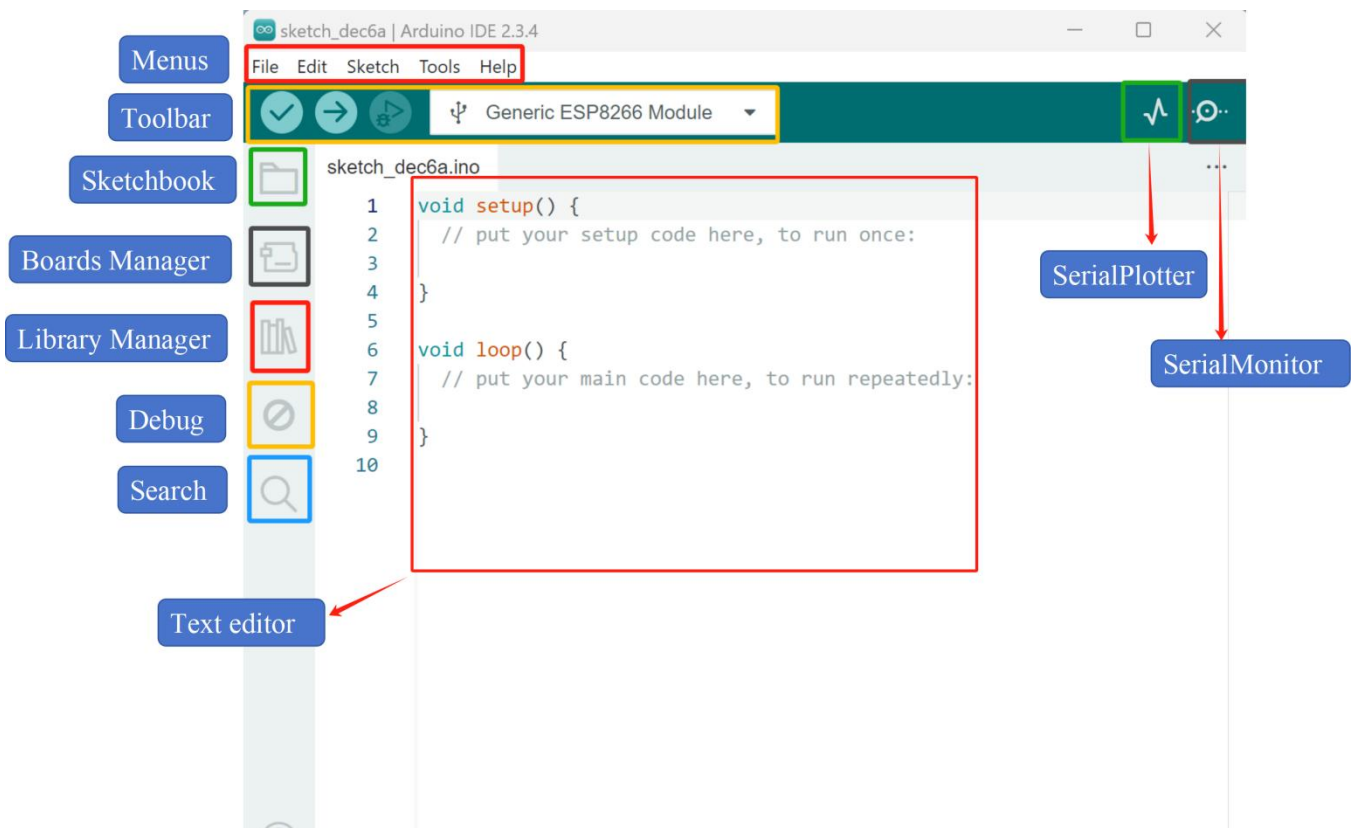 sketch_dec6a | Arduino IDE 2.3.4
Menus
File Edit Sketch Tools Help
Toolbar
Generic ESP8266 Module
Sketchbook
sketch_dec6a.ino
1 void setup() {
2 // put your setup code here, to run once:
3
4 }
5
6 void loop() {
7 // put your main code here, to run repeatedly:
8
9 }
10
Boards Manager
Library Manager
Debug
Search
Text editor
SerialPlotter
SerialMonitor